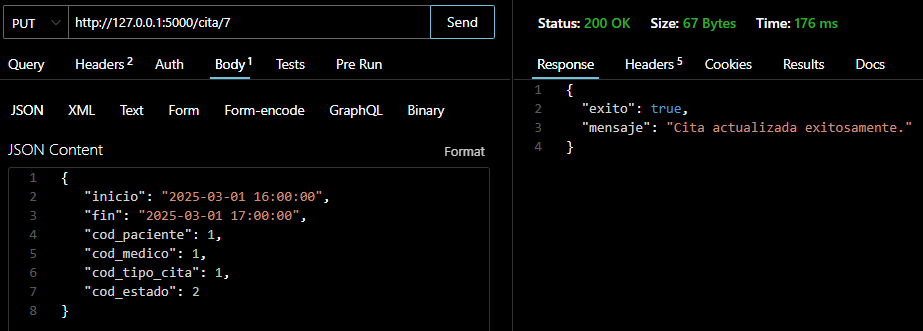 PUT http://127.0.0.1:5000/cita/7 Send
Query Headers 2 Auth Body 1 Tests Pre Run
JSON XML Text Form Form-encode GraphQL Binary
JSON Content Format
1 {
2 "inicio": "2025-03-01 16:00:00",
3 "fin": "2025-03-01 17:00:00",
4 "cod_paciente": 1,
5 "cod_medico": 1,
6 "cod_tipo_cita": 1,
7 "cod_estado": 2
8 }
Status: 200 OK Size: 67 Bytes Time: 176 ms
Response Headers 5 Cookies Results Docs
1 {
2 "exito": true,
3 "mensaje": "Cita actualizada exitosamente."
4 }